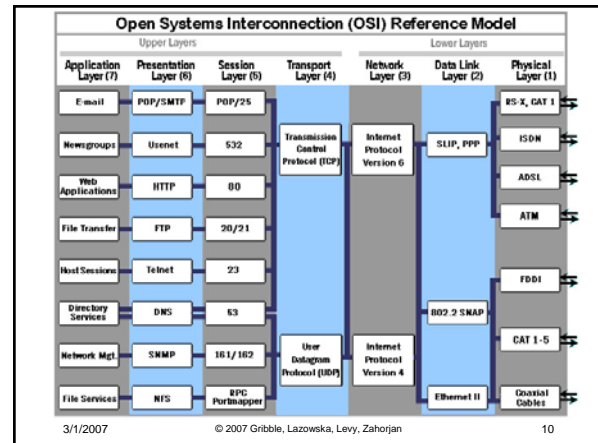 Open Systems Interconnection (OSI) Reference Model
Upper Layers
Lower Layers
Application Layer (7)
Presentation Layer (6)
Session Layer (5)
Transport Layer (4)
Network Layer (3)
Data Link Layer (2)
Physical Layer (1)
E-mail
POP/SMTP
POP/25
RS-X, CAT 1
Newsgroups
Usenet
532
Transmission
Control
Protocol (TCP)
Internet
Protocol
Version 6
SLIP, PPP
ISDN
Web
Applications
HTTP
80
ADSL
File Transfer
FTP
20/21
ATM
Host Sessions
Telnet
23
FDDI
Directory
Services
DNS
53
802.2 SNAP
Network Mgt.
SNMP
161/162
User
Datagram
Protocol (UDP)
Internet
Protocol
Version 4
CAT 1-5
File Services
NFS
RPC
Portmapper
Ethernet II
Coaxial
Cables
3/1/2007
© 2007 Gribble, Lazowska, Levy, Zahorjan
10